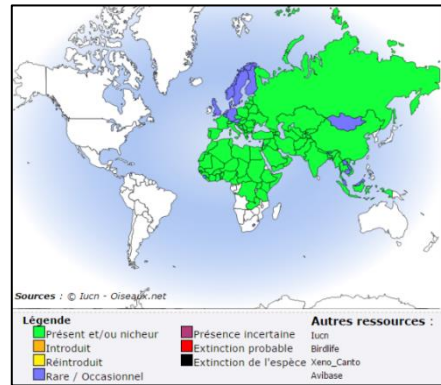 Sources : © Iucn - Oiseaux.net
Légende
Présent et/ou nicheur
Introduit
Réintroduit
Rare / Occasionnel
Présence incertaine
Extinction probable
Extinction de l'espèce
Autres ressources :
Iucn
Birdlife
Xeno_Canto
Avibase